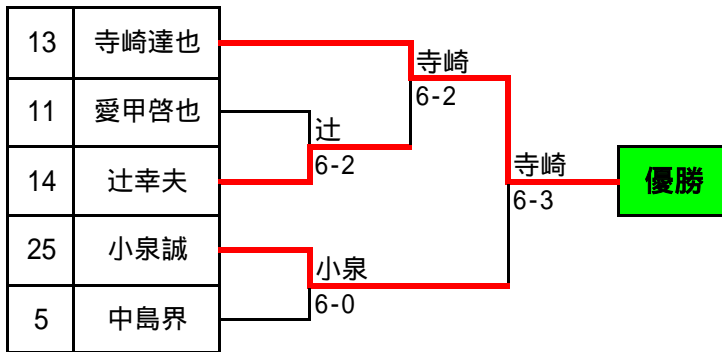 13 寺崎達也
11 愛甲啓也
14 辻幸夫
25 小泉誠
5 中島界
辻
6-2
小泉
6-0
寺崎
6-2
寺崎
6-3
優勝